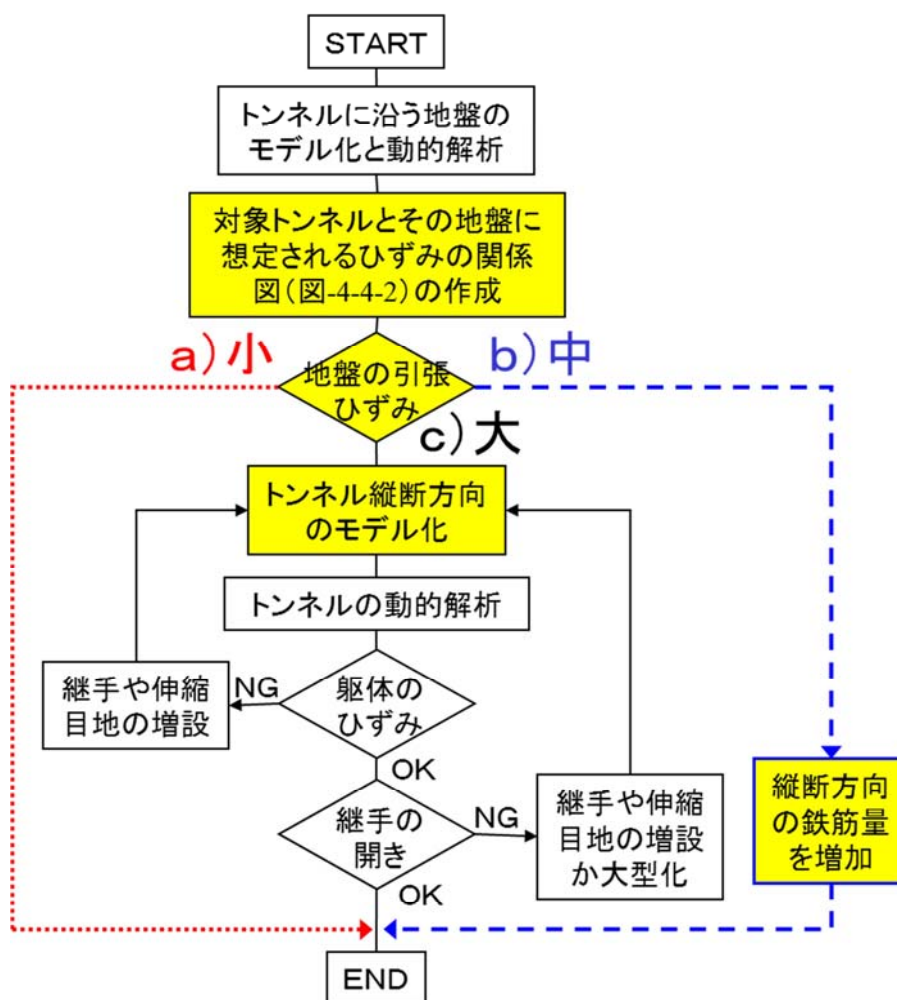 START
トンネルに沿う地盤の
モデル化と動的解析
対象トンネルとその地盤に
想定されるひずみの関係
図(図-4-4-2)の作成
a)小
b)中
地盤の引張
ひずみ
c)大
トンネル縦断方向
のモデル化
トンネルの動的解析
継手や伸縮
目地の増設
NG
躯体の
ひずみ
OK
継手の
開き
NG
継手や伸縮
目地の増設
か大型化
縦断方向
の鉄筋量
を増加
OK
END